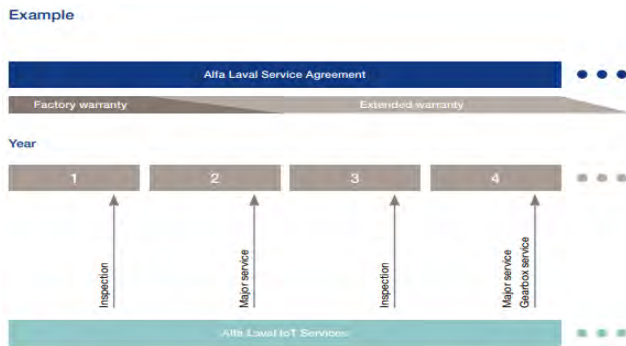 Example
Alfa Laval Service Agreement
Factory warranty
Extended warranty
Year
1
2
3
4
Inspection
Major service
Inspection
Major service
Gearbox service
Alfa Laval IoT Services